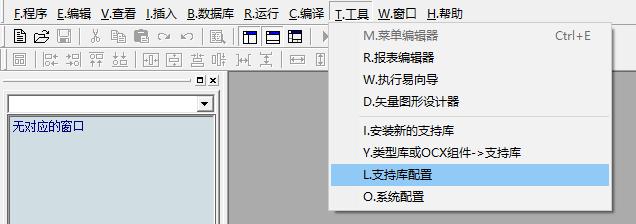 F.程序 E.编辑 V.查看 I.插入 B.数据库 R.运行 C.编译 T.工具 W.窗口 H.帮助
M.菜单编辑器 Ctrl+E
R.报表编辑器
W.执行易向导
D.矢量图形设计器
I.安装新的支持库
Y.类型库或OCX组件->支持库
L.支持库配置
O.系统配置
无对应的窗口